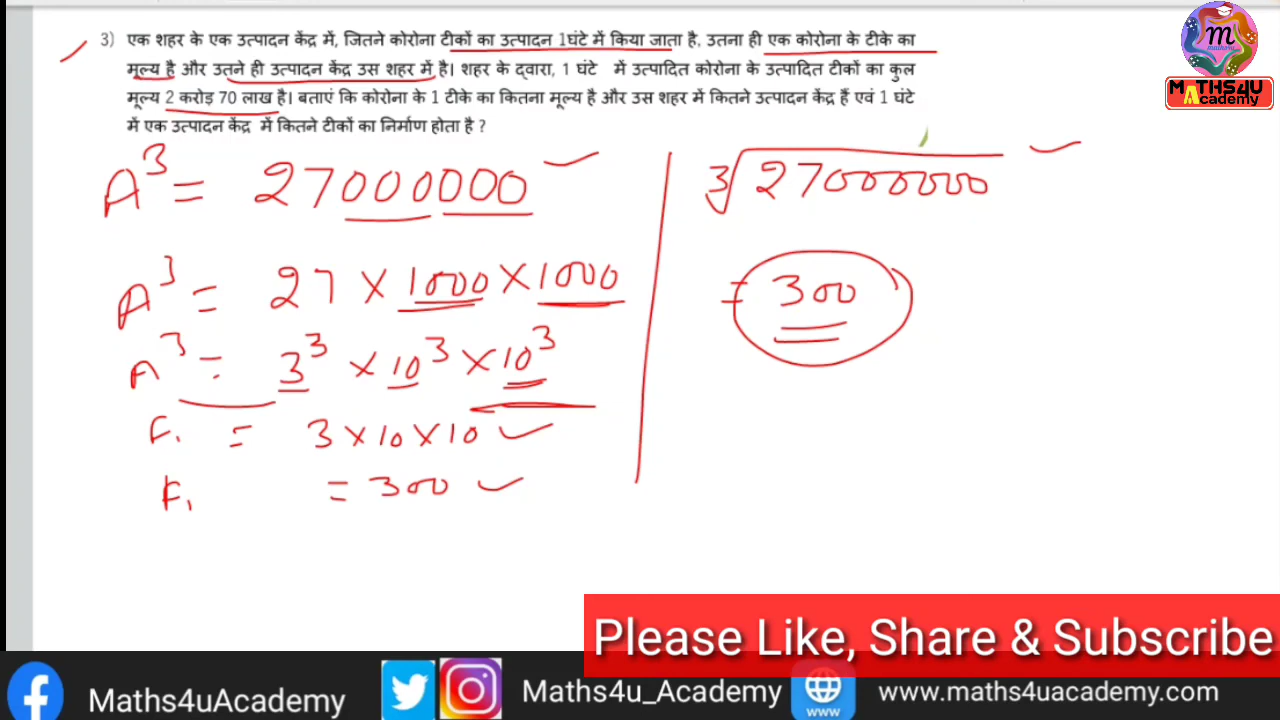 3) एक शहर के एक उत्पादन केंद्र में, जितने कोरोना टीकों का उत्पादन 1घंटे में किया जाता है, उतना ही एक कोरोना के टीके का
मूल्य है और उतने ही उत्पादन केंद्र उस शहर में है। शहर के द्वारा, 1 घंटे में उत्पादित कोरोना के उत्पादित टीकों का कुल
मूल्य 2 करोड़ 70 लाख है। बताएं कि कोरोना के 1 टीके का कितना मूल्य है और उस शहर में कितने उत्पादन केंद्र हैं एवं 1 घंटे
में एक उत्पादन केंद्र में कितने टीकों का निर्माण होता है ?
m
maths4u
MATHS4U
Academy
A³ = 27000000
A³ = 27 × 1000 × 1000
A³ = 3³ × 10³ × 10³
= 3 × 10 × 10
= 300
∛27000000
= 300
Please Like, Share & Subscribe
Maths4uAcademy
Maths4u_Academy
WWW
www.maths4uacademy.com